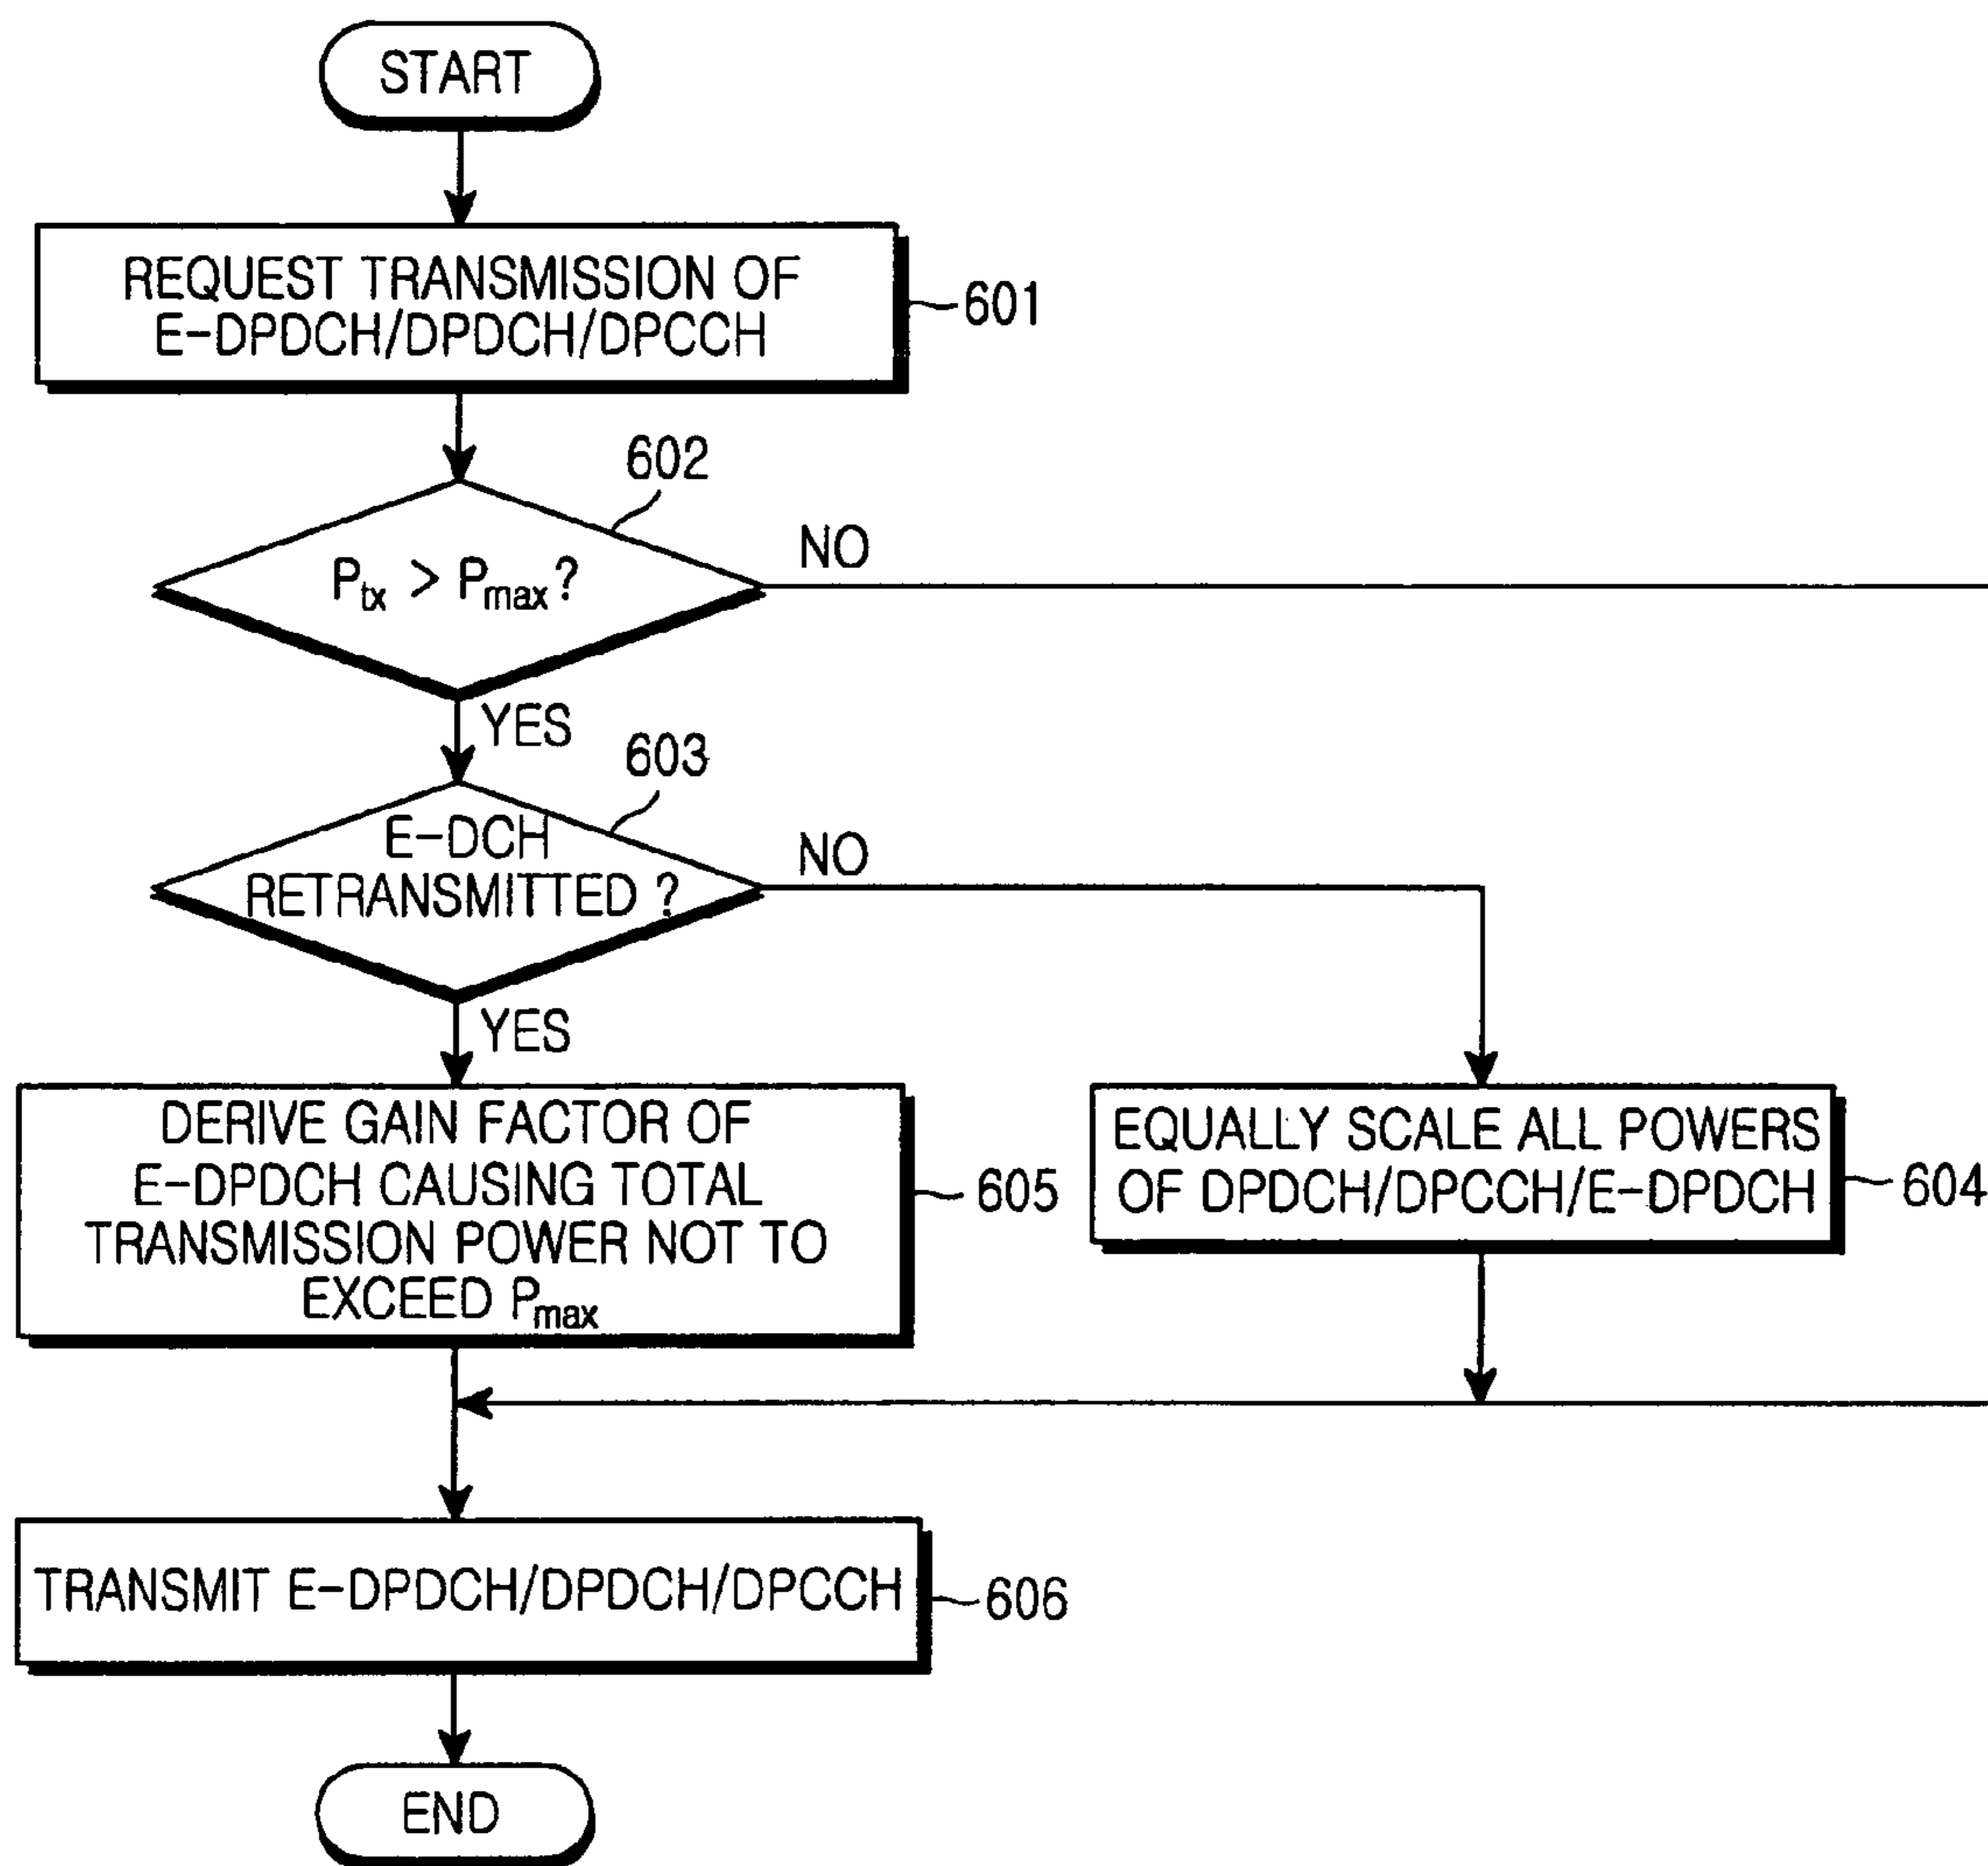 START
REQUEST TRANSMISSION OF
E-DPDCH/DPDCH/DPCCH
601
602
Ptx > Pmax ?
NO
YES
603
E-DCH
RETRANSMITTED ?
NO
YES
DERIVE GAIN FACTOR OF
E-DPDCH CAUSING TOTAL
TRANSMISSION POWER NOT TO
EXCEED Pmax
605
EQUALLY SCALE ALL POWERS
OF DPDCH/DPCCH/E-DPDCH
604
TRANSMIT E-DPDCH/DPDCH/DPCCH
606
END